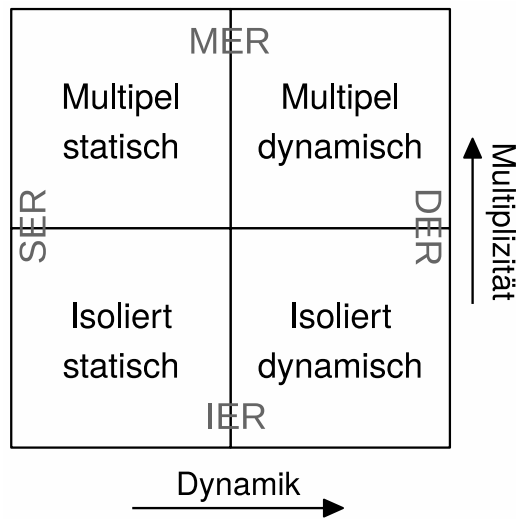 MER
Multipel
statisch
Multipel
dynamisch
SER
DER
Multiplizität
Isoliert
statisch
Isoliert
dynamisch
IER
Dynamik